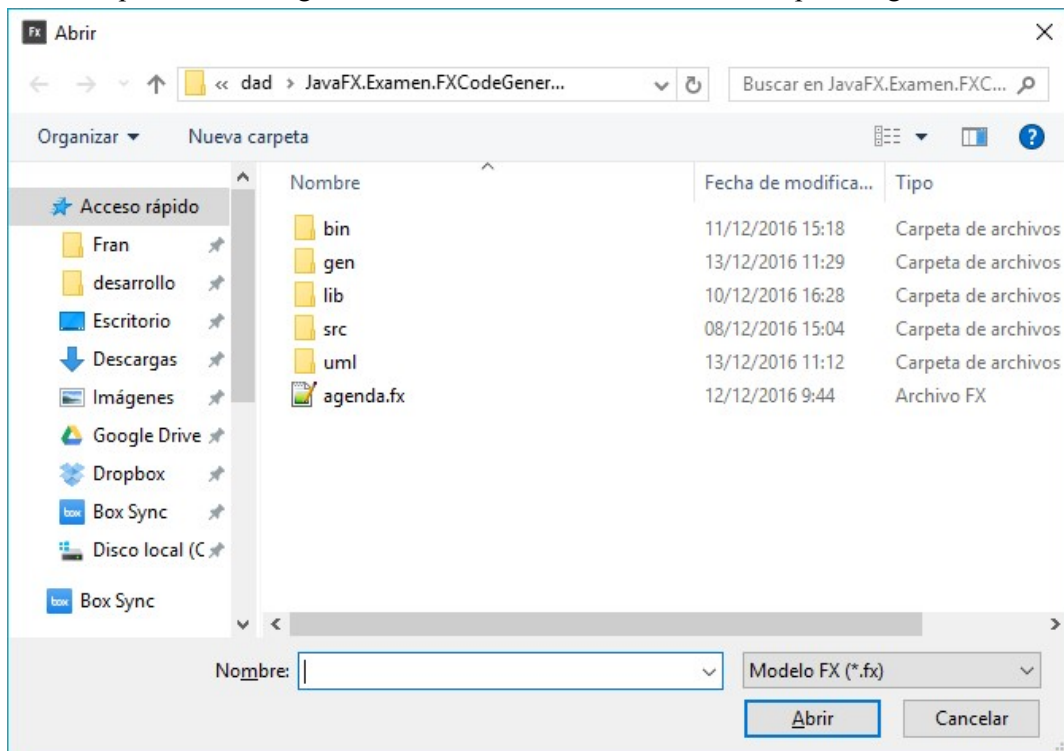 Fx Abrir
« dad › JavaFX.Examen.FXCodeGener...
Buscar en JavaFX.Examen.FXC...
Organizar
Nueva carpeta
Nombre
Fecha de modifica...
Tipo
Acceso rápido
Fran
desarrollo
Escritorio
Descargas
Imágenes
Google Drive
Dropbox
box Box Sync
Disco local (C
box Box Sync
bin 11/12/2016 15:18 Carpeta de archivos
gen 13/12/2016 11:29 Carpeta de archivos
lib 10/12/2016 16:28 Carpeta de archivos
src 08/12/2016 15:04 Carpeta de archivos
uml 13/12/2016 11:12 Carpeta de archivos
agenda.fx 12/12/2016 9:44 Archivo FX
Nombre:
Modelo FX (*.fx)
Abrir
Cancelar